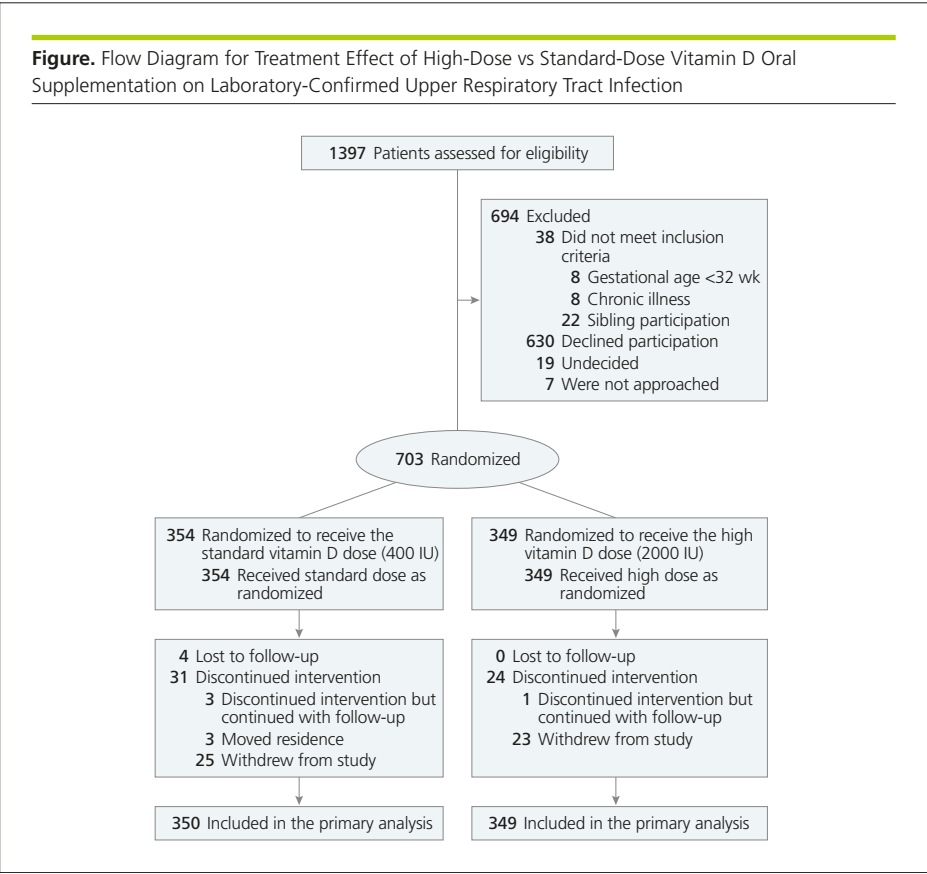 Figure. Flow Diagram for Treatment Effect of High-Dose vs Standard-Dose Vitamin D Oral
Supplementation on Laboratory-Confirmed Upper Respiratory Tract Infection
1397 Patients assessed for eligibility
694 Excluded
38 Did not meet inclusion
criteria
8 Gestational age <32 wk
8 Chronic illness
22 Sibling participation
630 Declined participation
19 Undecided
7 Were not approached
703 Randomized
354 Randomized to receive the
standard vitamin D dose (400 IU)
354 Received standard dose as
randomized
349 Randomized to receive the high
vitamin D dose (2000 IU)
349 Received high dose as
randomized
4 Lost to follow-up
31 Discontinued intervention
3 Discontinued intervention but
continued with follow-up
3 Moved residence
25 Withdrew from study
0 Lost to follow-up
24 Discontinued intervention
1 Discontinued intervention but
continued with follow-up
23 Withdrew from study
350 Included in the primary analysis
349 Included in the primary analysis